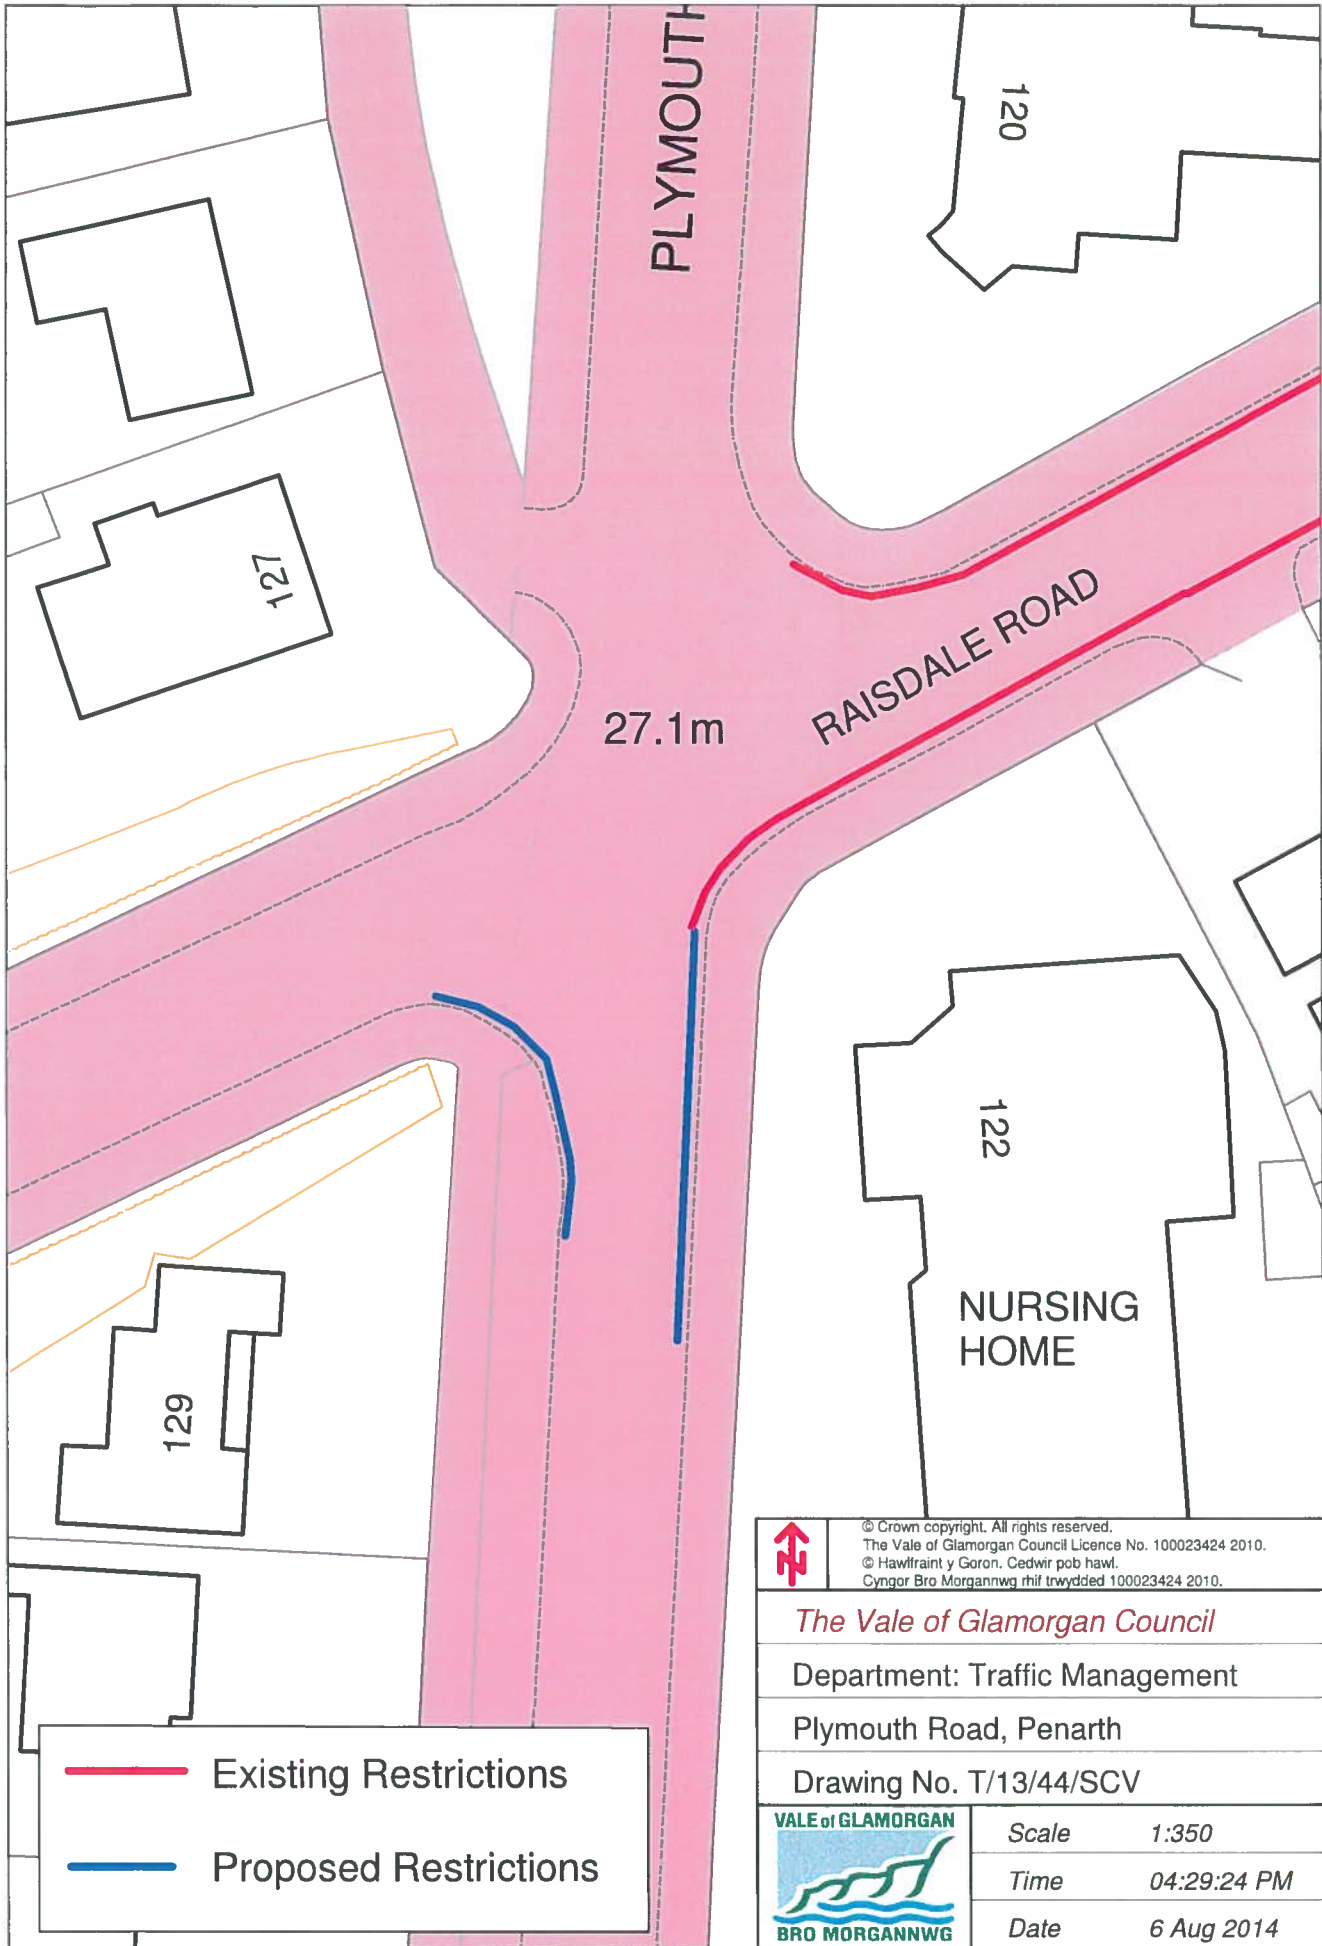 PLYMOUTH
120
127
RAISDALE ROAD
27.1m
122
NURSING
HOME
129
Existing Restrictions
Proposed Restrictions
N
© Crown copyright. All rights reserved.
The Vale of Glamorgan Council Licence No. 100023424 2010.
© Hawlfraint y Goron. Cedwir pob hawl.
Cyngor Bro Morgannwg rhif trwydded 100023424 2010.
The Vale of Glamorgan Council
Department: Traffic Management
Plymouth Road, Penarth
Drawing No. T/13/44/SCV
VALE of GLAMORGAN
BRO MORGANNWG
Scale 1:350
Time 04:29:24 PM
Date 6 Aug 2014